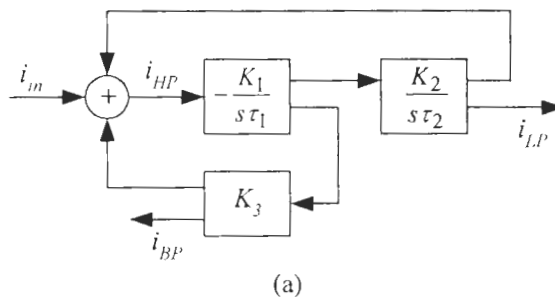 i_in
+
i_HP
-K_1/sτ_1
K_2/sτ_2
i_LP
K_3
i_BP
(a)